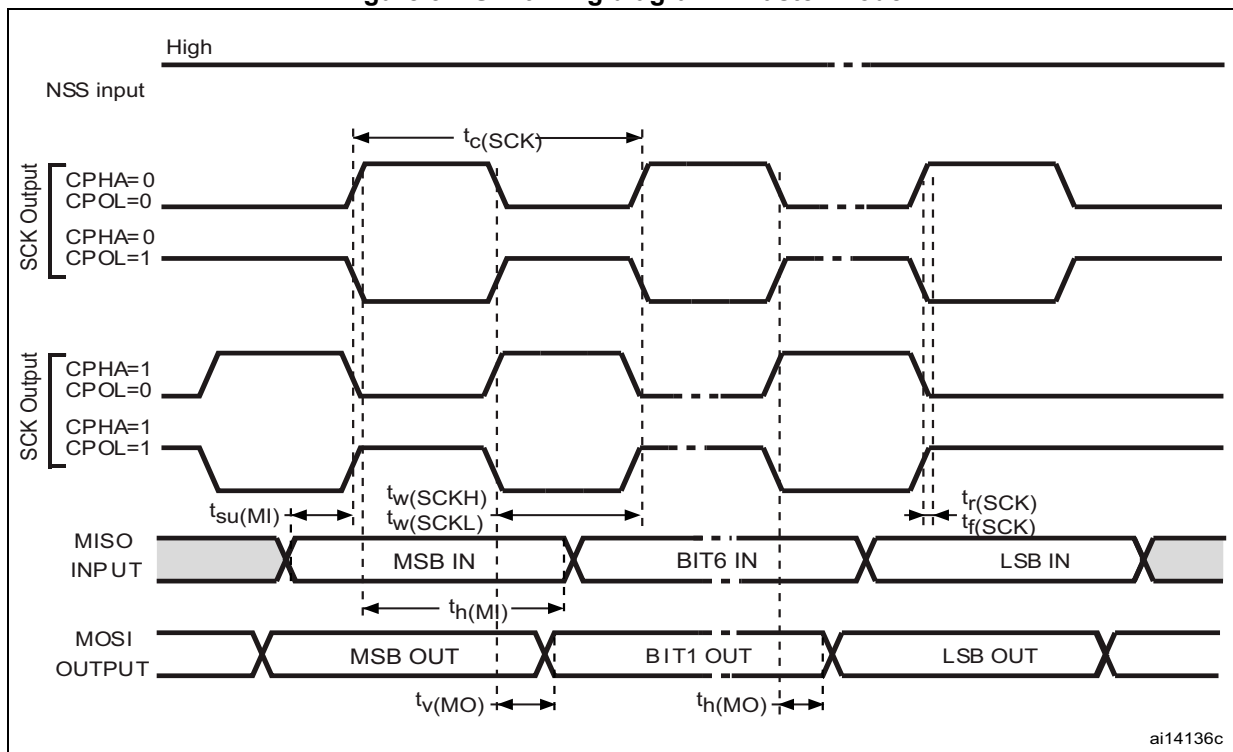 High
NSS input
tc(SCK)
SCK Output
CPHA=0
CPOL=0
CPHA=0
CPOL=1
SCK Output
CPHA=1
CPOL=0
CPHA=1
CPOL=1
tsu(MI)
tw(SCKH)
tw(SCKL)
tr(SCK)
tf(SCK)
MISO
INPUT
MSB IN
BIT6 IN
LSB IN
th(MI)
MOSI
OUTPUT
MSB OUT
BIT1 OUT
LSB OUT
tv(MO)
th(MO)
ai14136c